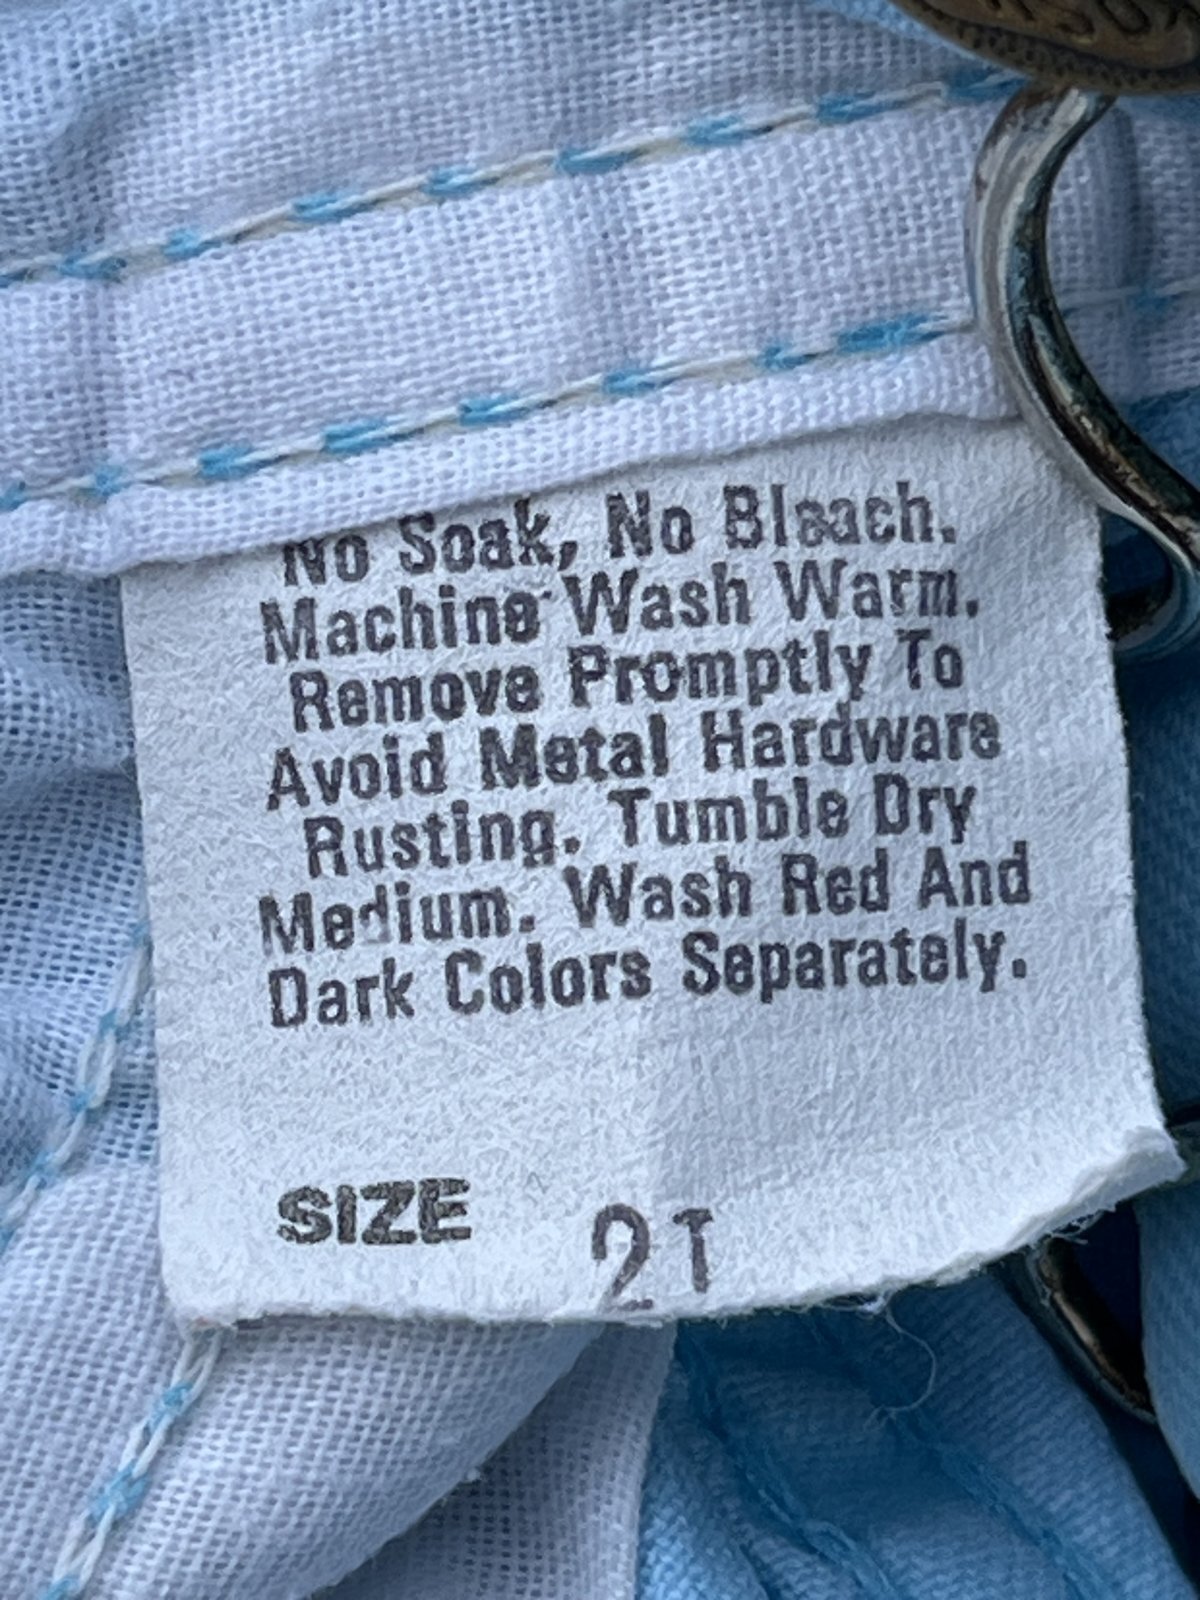 No Soak, No Bleach.
Machine Wash Warm.
Remove Promptly To
Avoid Metal Hardware
Rusting. Tumble Dry
Medium. Wash Red And
Dark Colors Separately.
SIZE 2T